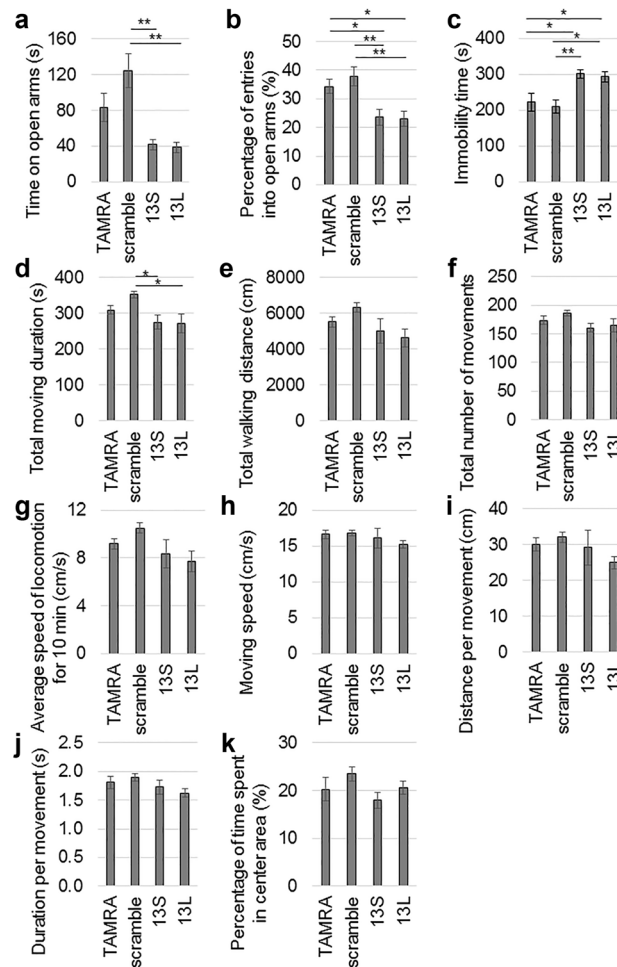 a
Time on open arms (s)
160
120
80
40
0
**
**
TAMRA
scramble
13S
13L
b
Percentage of entries
into open arms (%)
50
40
30
20
10
0
*
*
**
**
TAMRA
scramble
13S
13L
c
Immobility time (s)
400
300
200
100
0
*
* *
**
TAMRA
scramble
13S
13L
d
Total moving duration (s)
400
300
200
300
0
*
*
TAMRA
scramble
13S
13L
e
Total walking distance (cm)
8000
6000
4000
2000
0
TAMRA
scramble
13S
13L
f
Total number of movements
250
200
150
100
50
0
TAMRA
scramble
13S
13L
g
Average speed of locomotion
for 10 min (cm/s)
12
8
4
0
TAMRA
scramble
13S
13L
h
Moving speed (cm/s)
20
15
10
5
0
TAMRA
scramble
13S
13L
i
Distance per movement (cm)
40
30
20
10
0
TAMRA
scramble
13S
13L
j
Duration per movement (s)
2.5
2.0
1.5
1.0
0.5
0.0
TAMRA
scramble
13S
13L
k
Percentage of time spent
in center area (%)
30
20
10
0
TAMRA
scramble
13S
13L